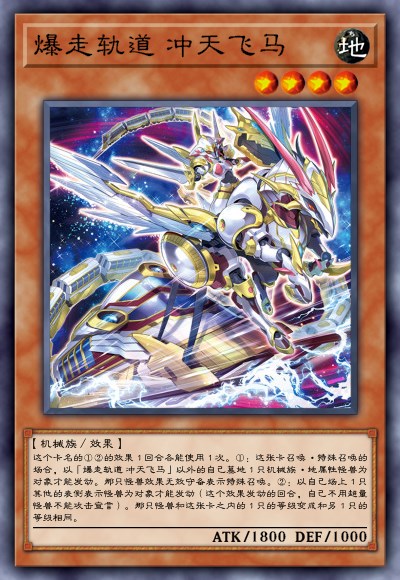 爆走轨道 冲天飞马
地
【机械族／效果】
这个卡名的①②的效果1回合各能使用1次。①：这张卡召唤·特殊召唤的
场合，以「爆走轨道 冲天飞马」以外的自己墓地1只机械族·地属性怪兽为
对象才能发动。那只怪兽效果无效守备表示特殊召唤。②：以自己场上1只
其他的表侧表示怪兽为对象才能发动（这个效果发动的回合，自己不用超量
怪兽不能攻击宣言）。那只怪兽和这张卡之内的1只的等级变成和另1只的
等级相同。
ATK/1800 DEF/1000